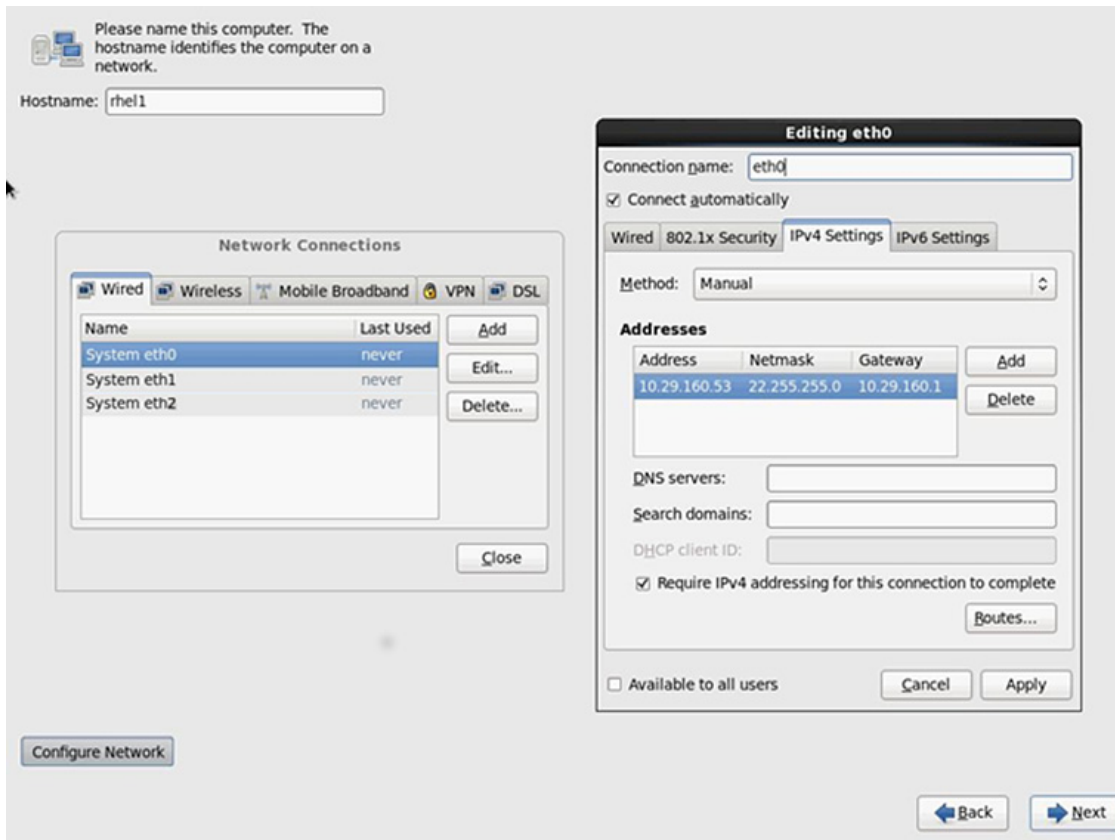 Please name this computer. The
hostname identifies the computer on a
network.
Hostname: rhel1
Network Connections
Wired Wireless Mobile Broadband VPN DSL
Name Last Used
System eth0 never
System eth1 never
System eth2 never
Add
Edit...
Delete...
Close
Editing eth0
Connection name: eth0
Connect automatically
Wired 802.1x Security IPv4 Settings IPv6 Settings
Method: Manual
Addresses
Address Netmask Gateway
10.29.160.53 22.255.255.0 10.29.160.1
Add
Delete
DNS servers:
Search domains:
DHCP client ID:
Require IPv4 addressing for this connection to complete
Routes...
Available to all users Cancel Apply
Configure Network
Back Next